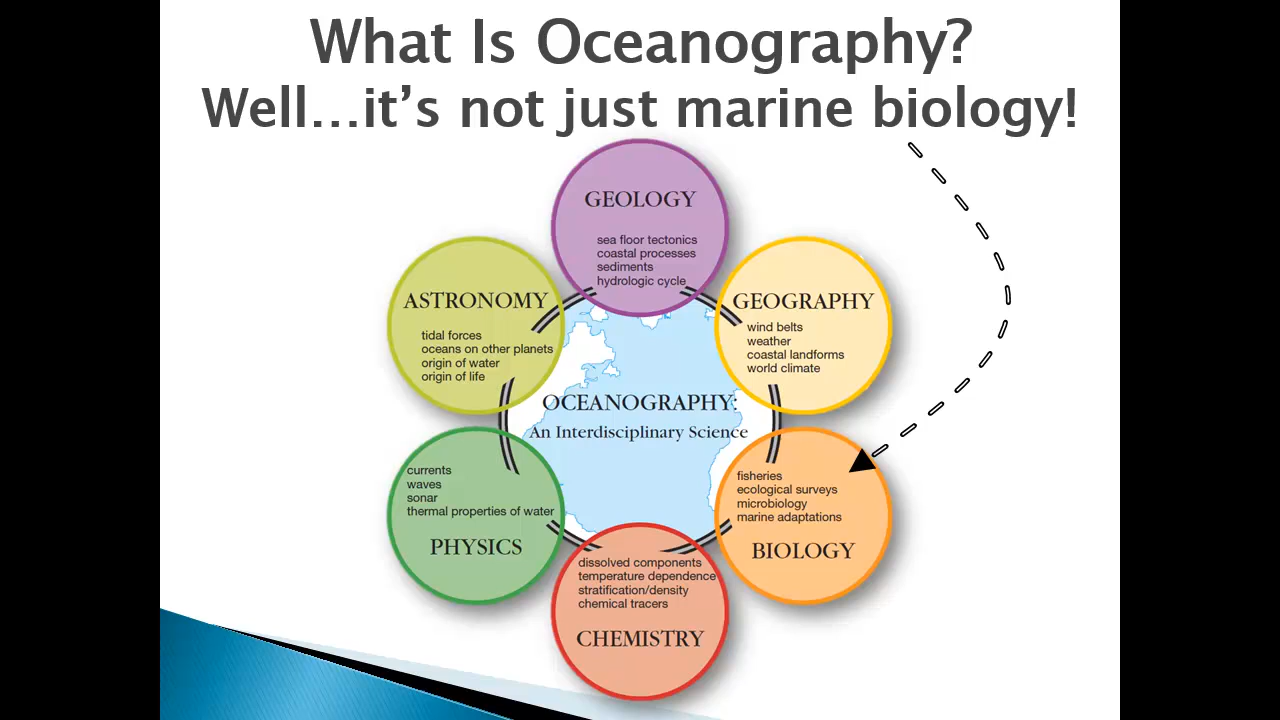 What Is Oceanography?
Well…it’s not just marine biology!
GEOLOGY
sea floor tectonics
coastal processes
sediments
hydrologic cycle
ASTRONOMY
tidal forces
oceans on other planets
origin of water
origin of life
GEOGRAPHY
wind belts
weather
coastal landforms
world climate
OCEANOGRAPHY:
An Interdisciplinary Science
currents
waves
sonar
thermal properties of water
PHYSICS
fisheries
ecological surveys
microbiology
marine adaptations
BIOLOGY
dissolved components
temperature dependence
stratification/density
chemical tracers
CHEMISTRY